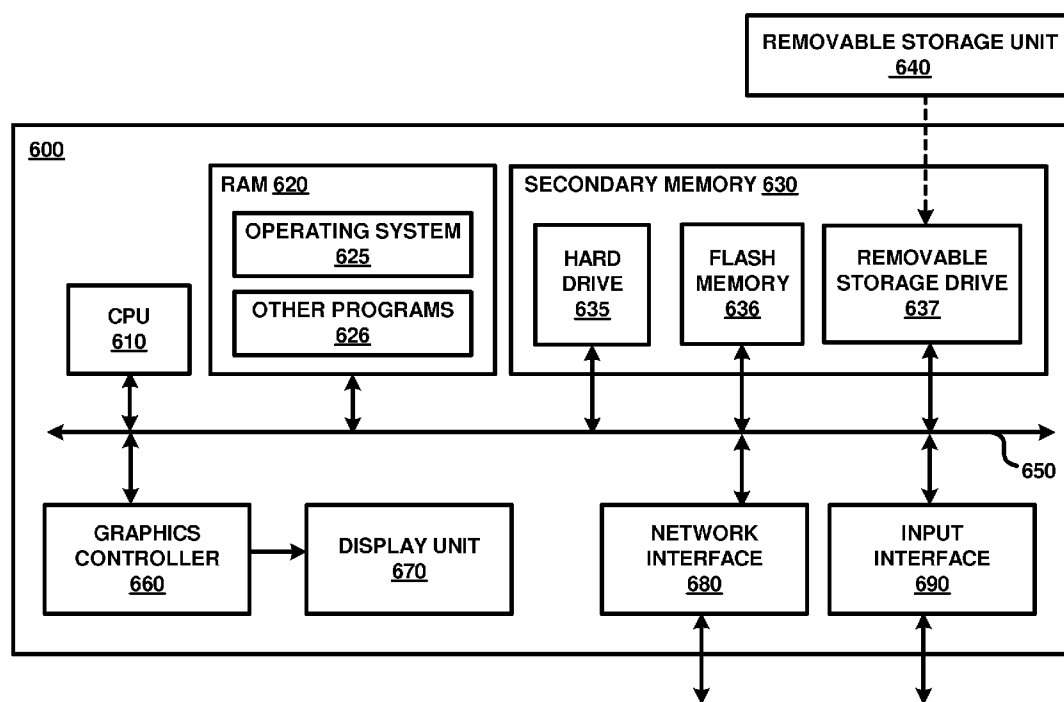 REMOVABLE STORAGE UNIT
640
600
RAM 620
OPERATING SYSTEM
625
OTHER PROGRAMS
626
SECONDARY MEMORY 630
HARD
DRIVE
635
FLASH
MEMORY
636
REMOVABLE
STORAGE DRIVE
637
CPU
610
650
GRAPHICS
CONTROLLER
660
DISPLAY UNIT
670
NETWORK
INTERFACE
680
INPUT
INTERFACE
690